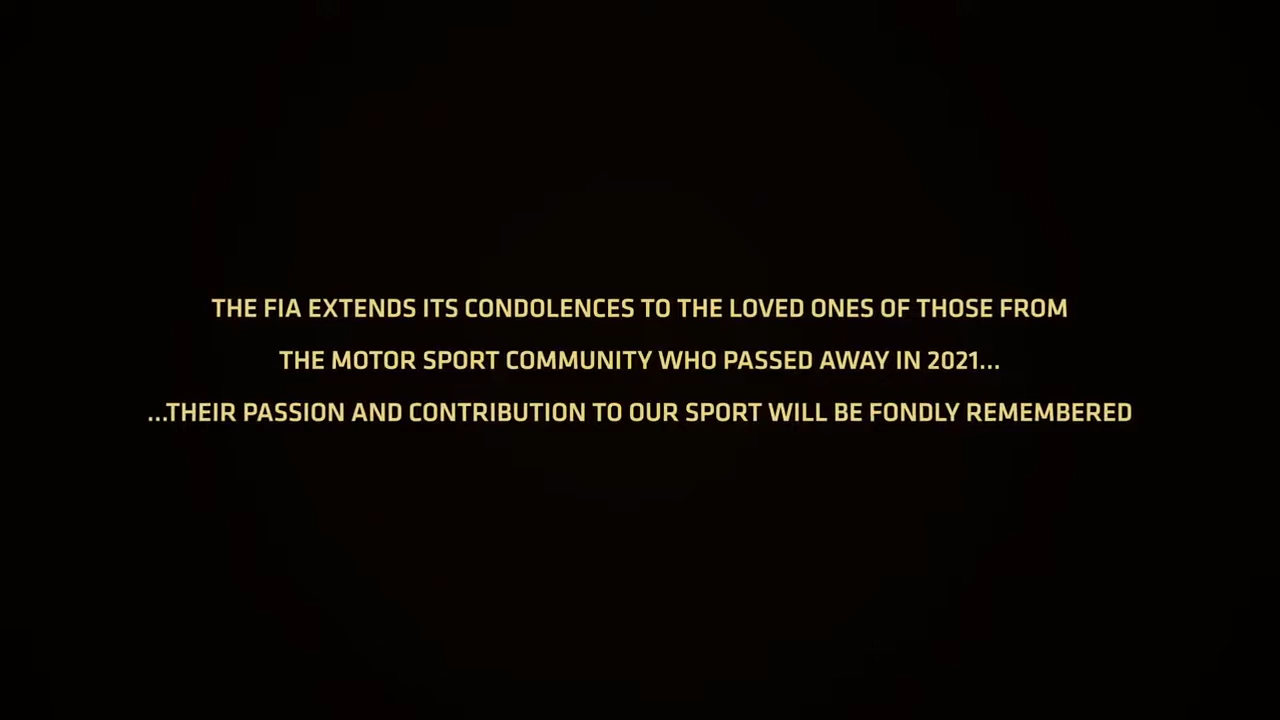 THE FIA EXTENDS ITS CONDOLENCES TO THE LOVED ONES OF THOSE FROM
THE MOTOR SPORT COMMUNITY WHO PASSED AWAY IN 2021...
...THEIR PASSION AND CONTRIBUTION TO OUR SPORT WILL BE FONDLY REMEMBERED